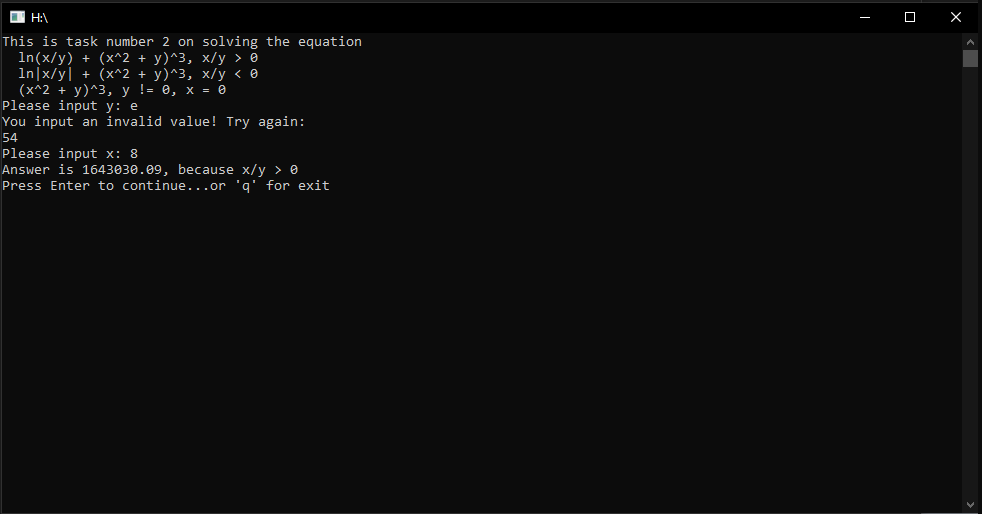 H:\
This is task number 2 on solving the equation
  ln(x/y) + (x^2 + y)^3, x/y > 0
  ln|x/y| + (x^2 + y)^3, x/y < 0
  (x^2 + y)^3, y != 0, x = 0
Please input y: e
You input an invalid value! Try again:
54
Please input x: 8
Answer is 1643030.09, because x/y > 0
Press Enter to continue...or 'q' for exit